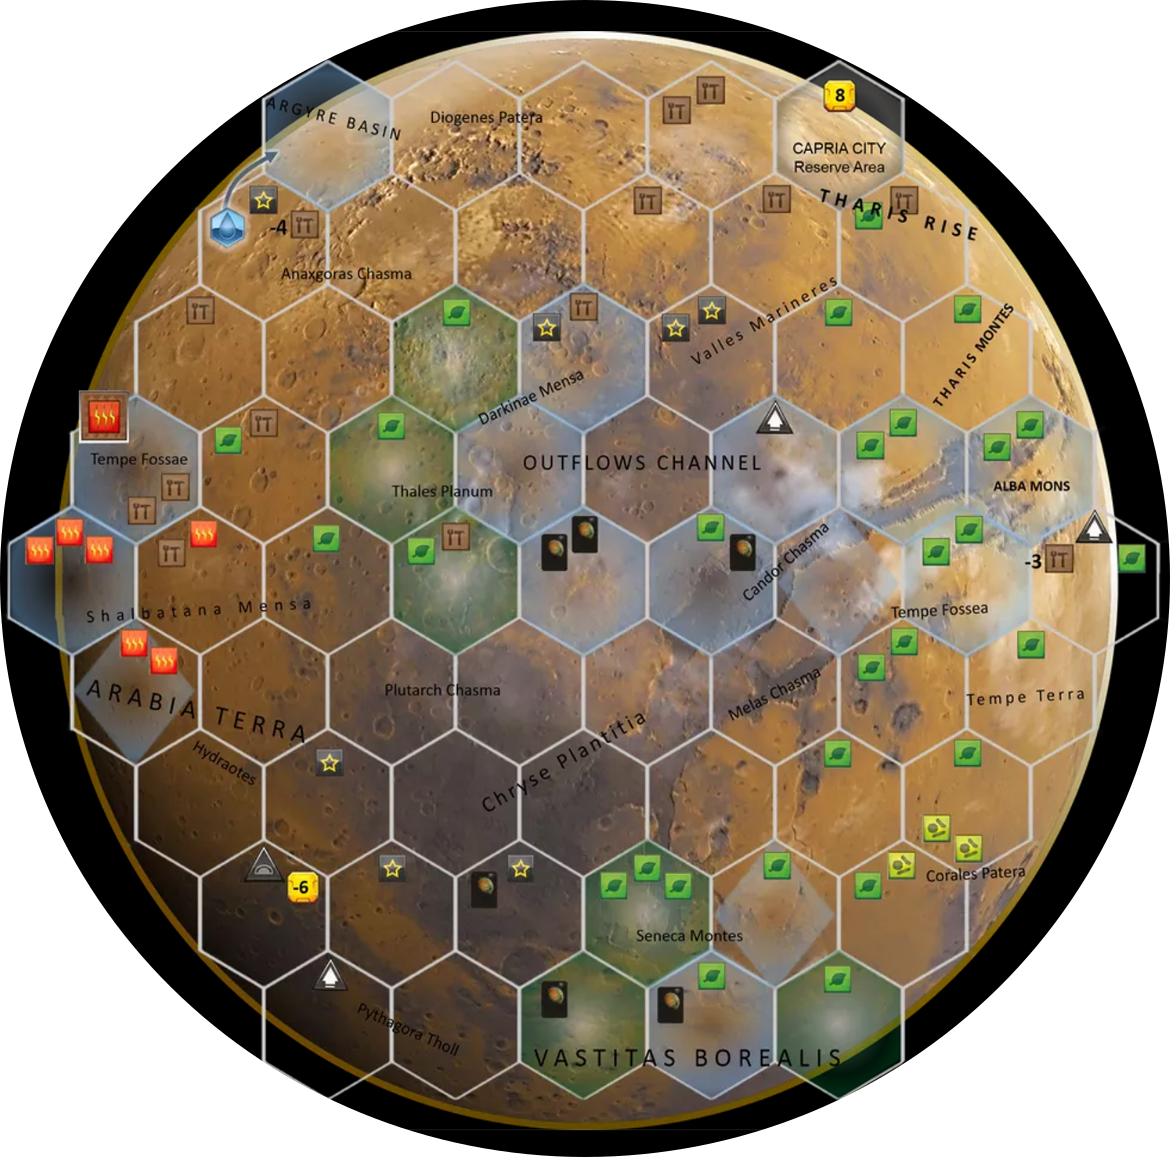 8
ARGYRE BASIN
Diogenes Patera
CAPRIA CITY
Reserve Area
THARIS RISE
-4
Anaxgoras Chasma
Valles Marineres
THARIS MONTES
Darkinae Mensa
Tempe Fossae
OUTFLOWS CHANNEL
Thales Planum
ALBA MONS
Candor Chasma
-3
Shalbatana Mensa
Tempe Fossea
ARABIA TERRA
Plutarch Chasma
Melas Chasma
Tempe Terra
Hydraotes
Chryse Plantitia
-6
Corales Patera
Seneca Montes
Pythagora Tholl
VASTITAS BOREALIS